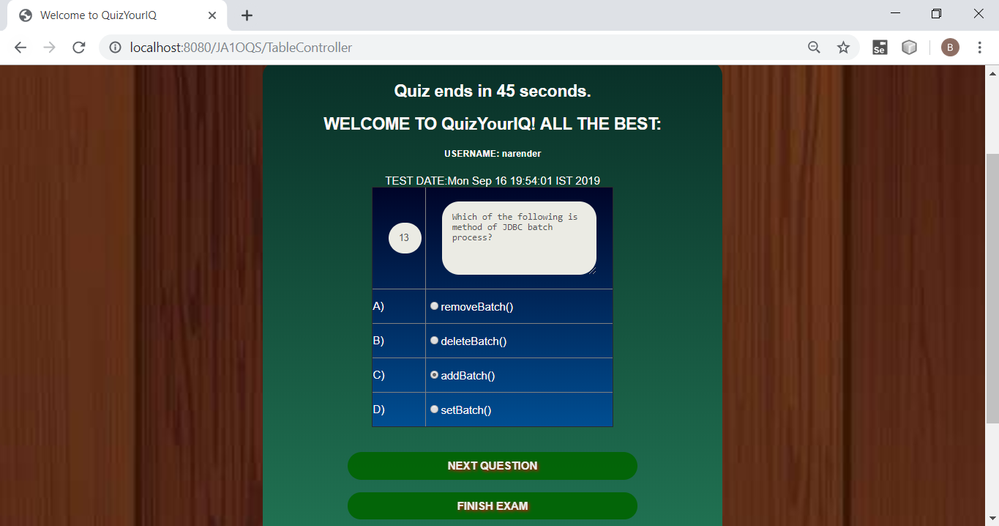 Welcome to QuizYourIQ
localhost:8080/JA1OQS/TableController
Se
B
Quiz ends in 45 seconds.
WELCOME TO QuizYourIQ! ALL THE BEST:
USERNAME: narender
TEST DATE:Mon Sep 16 19:54:01 IST 2019
13
Which of the following is
method of JDBC batch
process?
A) removeBatch()
B) deleteBatch()
C) addBatch()
D) setBatch()
NEXT QUESTION
FINISH EXAM